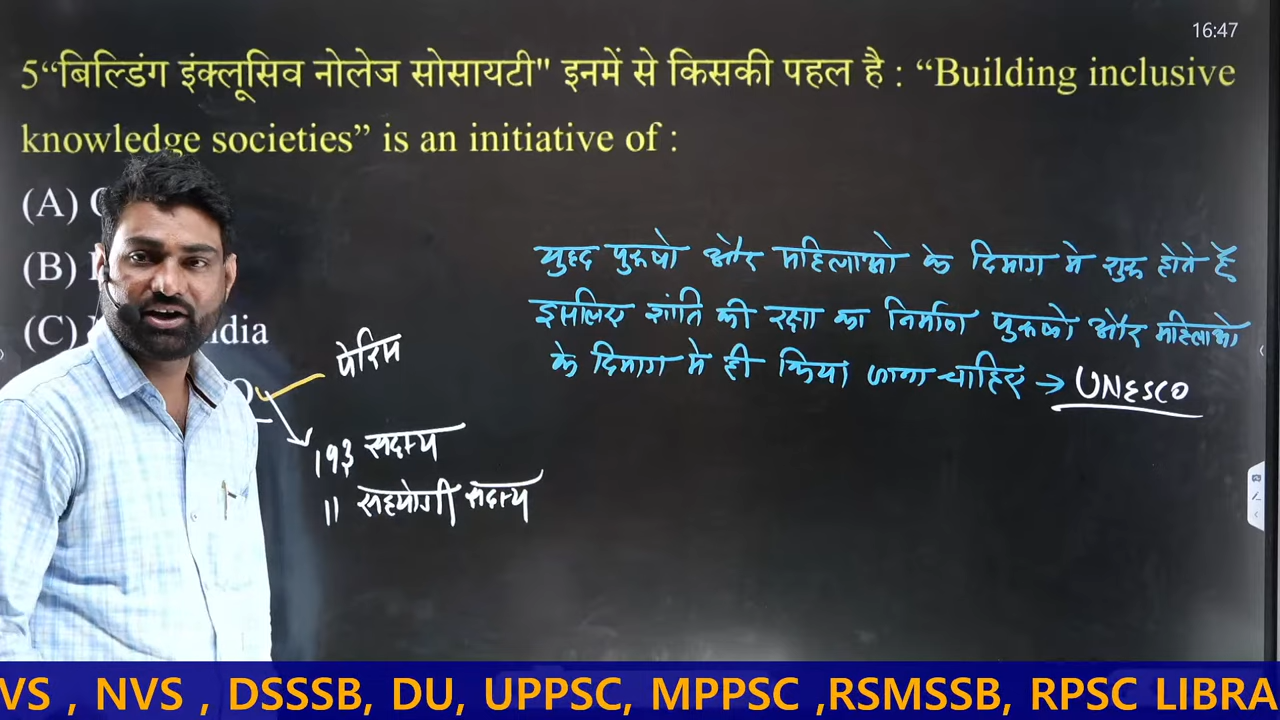 16:47
5“बिल्डिंग इंक्लूसिव नोलेज सोसायटी" इनमें से किसकी पहल है : “Building inclusive
knowledge societies” is an initiative of :
(A)
(B)
(C) dia
युद्द पुरुषो और महिलाओ के दिमाग मे शुरू होते हैं
इसलिए शांति की रक्षा का निर्माण पुरुषो और महिलाओ
के दिमाग मे ही किया जाना चाहिए → UNESCO
पेरिस
193 सदस्य
11 सहयोगी सदस्य
VS , NVS , DSSSB, DU, UPPSC, MPPSC ,RSMSSB, RPSC LIBRA